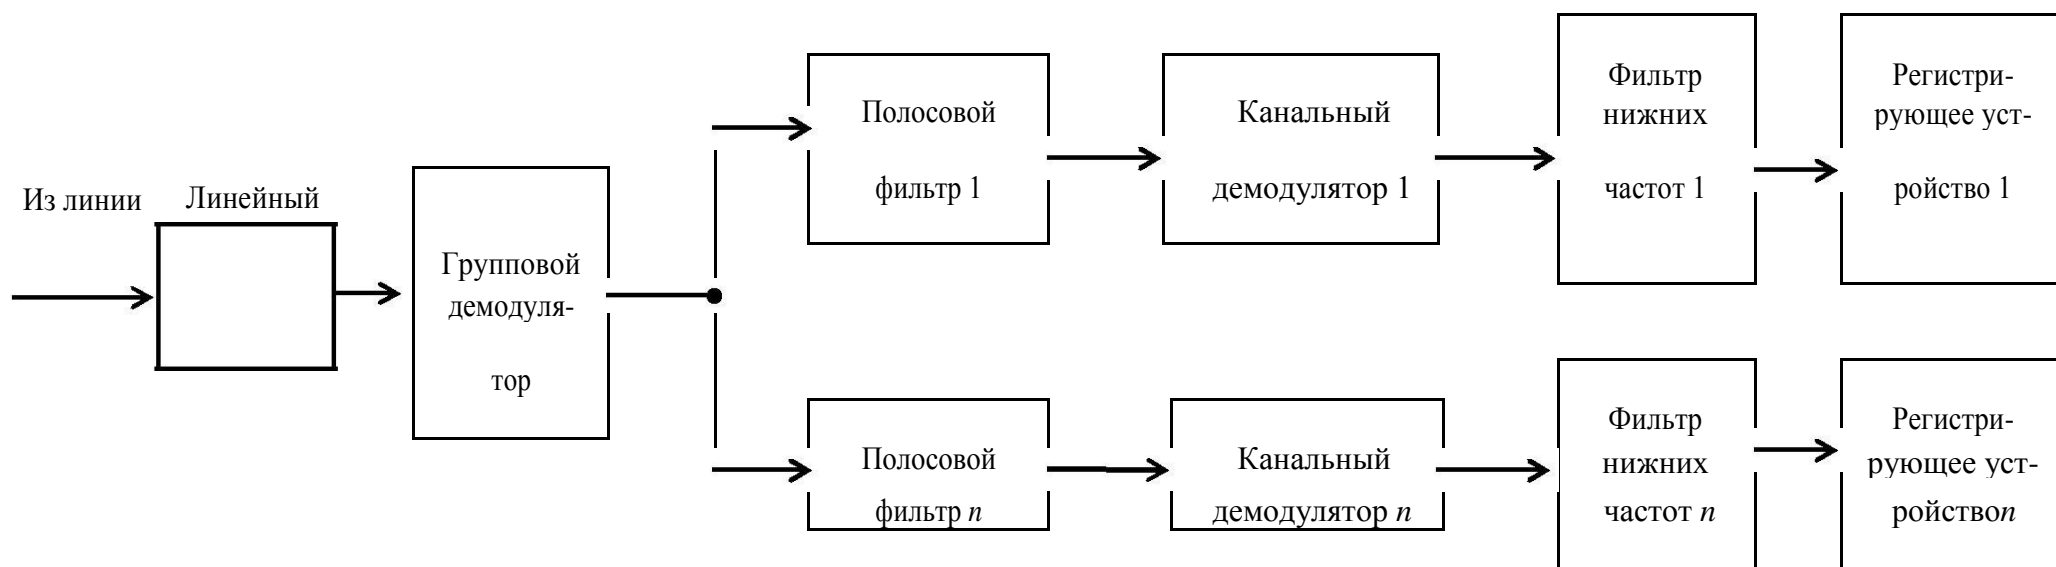 Из линии
Линейный
Групповой
демодуля-
тор
Полосовой
фильтр 1
Канальный
демодулятор 1
Фильтр
нижних
частот 1
Регистри-
рующее уст-
ройство 1
Полосовой
фильтр n
Канальный
демодулятор n
Фильтр
нижних
частот n
Регистри-
рующее уст-
ройствоn